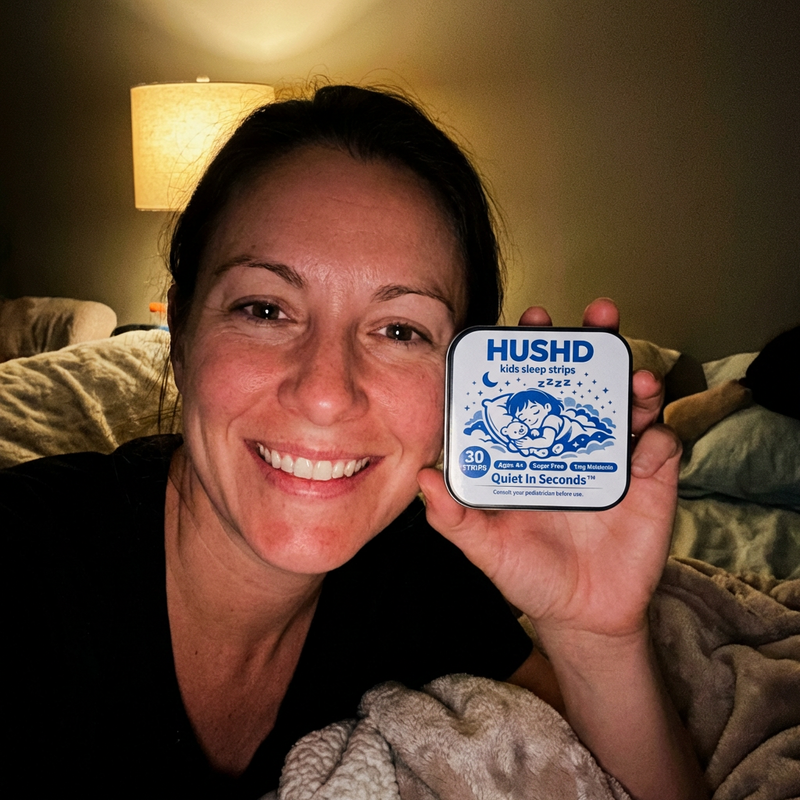 HUSHD
kids sleep strips
zzzz
30
STRIPS
Ages 4+
Sugar Free
1mg Melatonin
Quiet In Seconds™
Consult your pediatrician before use.